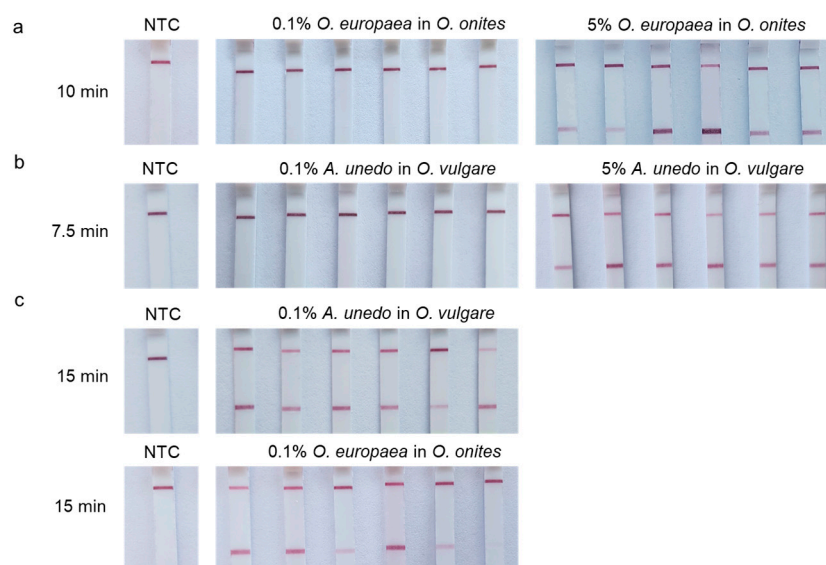 a
NTC 0.1% O. europaea in O. onites 5% O. europaea in O. onites
10 min
b
NTC 0.1% A. unedo in O. vulgare 5% A. unedo in O. vulgare
7.5 min
c
NTC 0.1% A. unedo in O. vulgare
15 min
NTC 0.1% O. europaea in O. onites
15 min